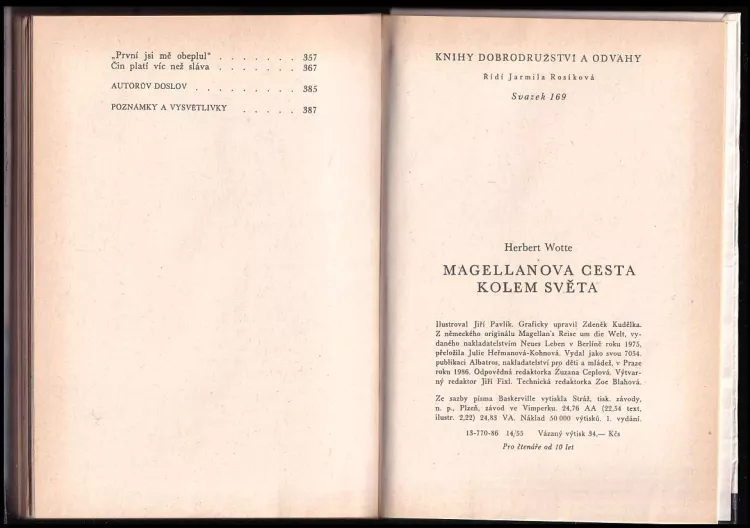 „První jsi mě obeplul“ . . . . . . . 357
Čin platí víc než sláva . . . . . . . 367
AUTORŮV DOSLOV . . . . . . . . . 385
POZNÁMKY A VYSVĚTLIVKY . . . . . 387
KNIHY DOBRODRUŽSTVÍ A ODVAHY
Řídí Jarmila Rosíková
Svazek 169
Herbert Wotte
MAGELLANOVA CESTA
KOLEM SVĚTA
Ilustroval Jiří Pavlík. Graficky upravil Zdeněk Kudělka.
Z německého originálu Magellan's Reise um die Welt, vy-
daného nakladatelstvím Neues Leben v Berlíně roku 1975,
přeložila Julie Heřmanová-Kohnová. Vydal jako svou 7054.
publikaci Albatros, nakladatelství pro děti a mládež, v Praze
roku 1986. Odpovědná redaktorka Zuzana Ceplová. Výtvar-
ný redaktor Jiří Fixl. Technická redaktorka Zoe Blahová.
Ze sazby písma Baskerville vytiskla Stráž, tisk. závody,
n. p., Plzeň, závod ve Vimperku. 24,76 AA (22,54 text,
ilustr. 2,22) 24,83 VA. Náklad 50 000 výtisků. 1. vydání.
13-770-86 14/55 Vázaný výtisk 34,— Kčs
Pro čtenáře od 10 let